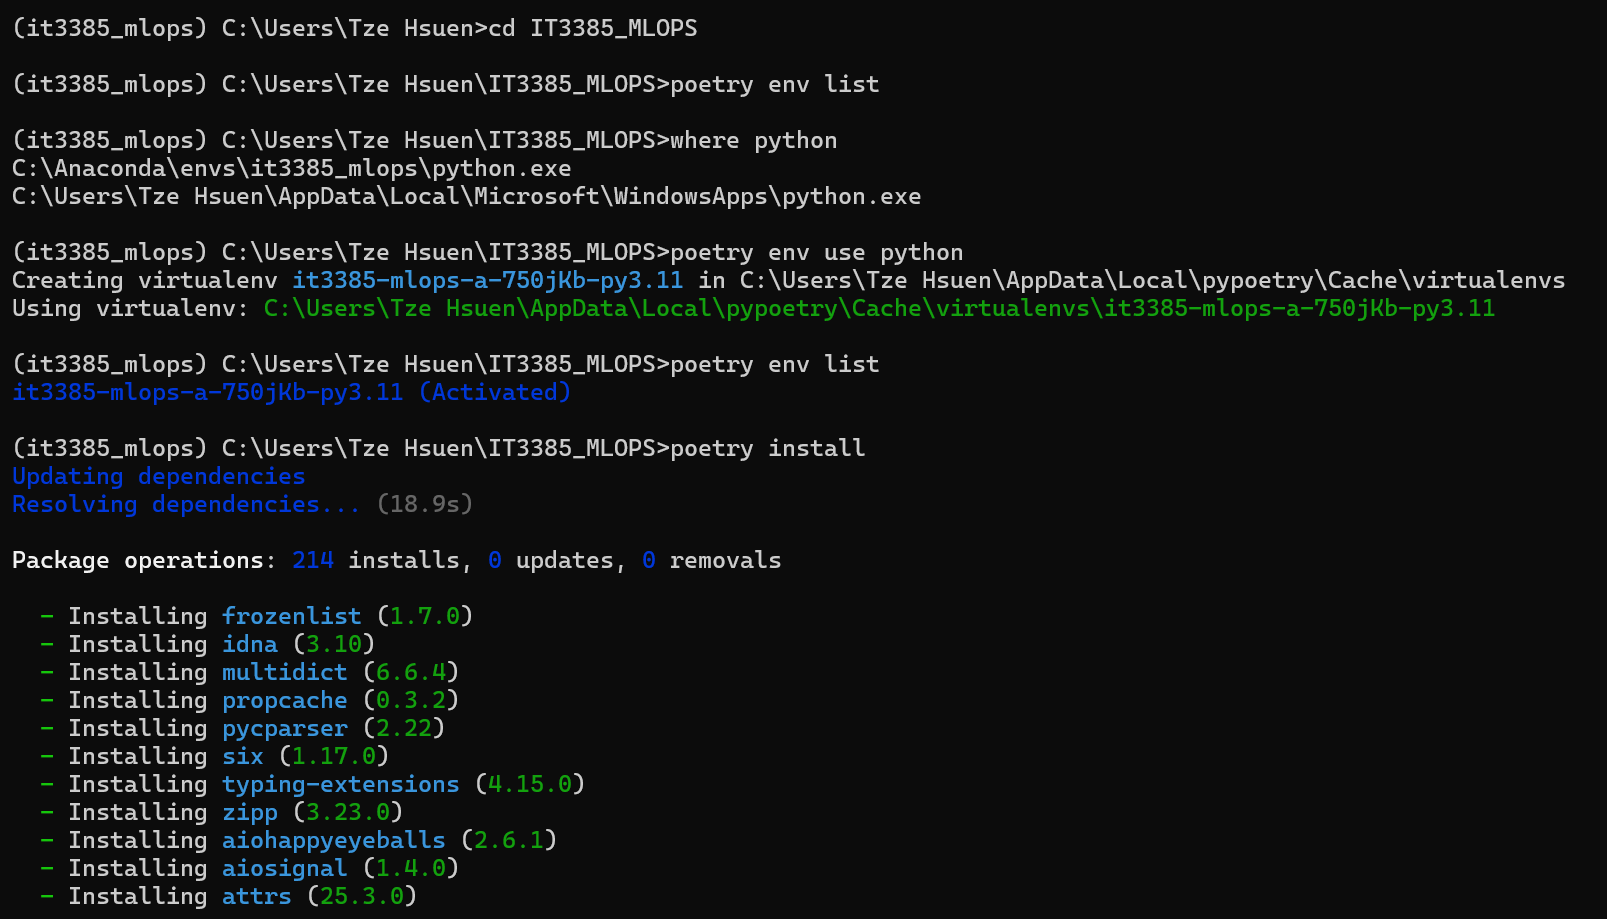 (it3385_mlops) C:\Users\Tze Hsuen>cd IT3385_MLOPS
(it3385_mlops) C:\Users\Tze Hsuen\IT3385_MLOPS>poetry env list
(it3385_mlops) C:\Users\Tze Hsuen\IT3385_MLOPS>where python
C:\Anaconda\envs\it3385_mlops\python.exe
C:\Users\Tze Hsuen\AppData\Local\Microsoft\WindowsApps\python.exe
(it3385_mlops) C:\Users\Tze Hsuen\IT3385_MLOPS>poetry env use python
Creating virtualenv it3385-mlops-a-750jKb-py3.11 in C:\Users\Tze Hsuen\AppData\Local\pypoetry\Cache\virtualenvs
Using virtualenv: C:\Users\Tze Hsuen\AppData\Local\pypoetry\Cache\virtualenvs\it3385-mlops-a-750jKb-py3.11
(it3385_mlops) C:\Users\Tze Hsuen\IT3385_MLOPS>poetry env list
it3385-mlops-a-750jKb-py3.11 (Activated)
(it3385_mlops) C:\Users\Tze Hsuen\IT3385_MLOPS>poetry install
Updating dependencies
Resolving dependencies... (18.9s)
Package operations: 214 installs, 0 updates, 0 removals
- Installing frozenlist (1.7.0)
- Installing idna (3.10)
- Installing multidict (6.6.4)
- Installing propcache (0.3.2)
- Installing pycparser (2.22)
- Installing six (1.17.0)
- Installing typing-extensions (4.15.0)
- Installing zipp (3.23.0)
- Installing aiohappyeyeballs (2.6.1)
- Installing aiosignal (1.4.0)
- Installing attrs (25.3.0)